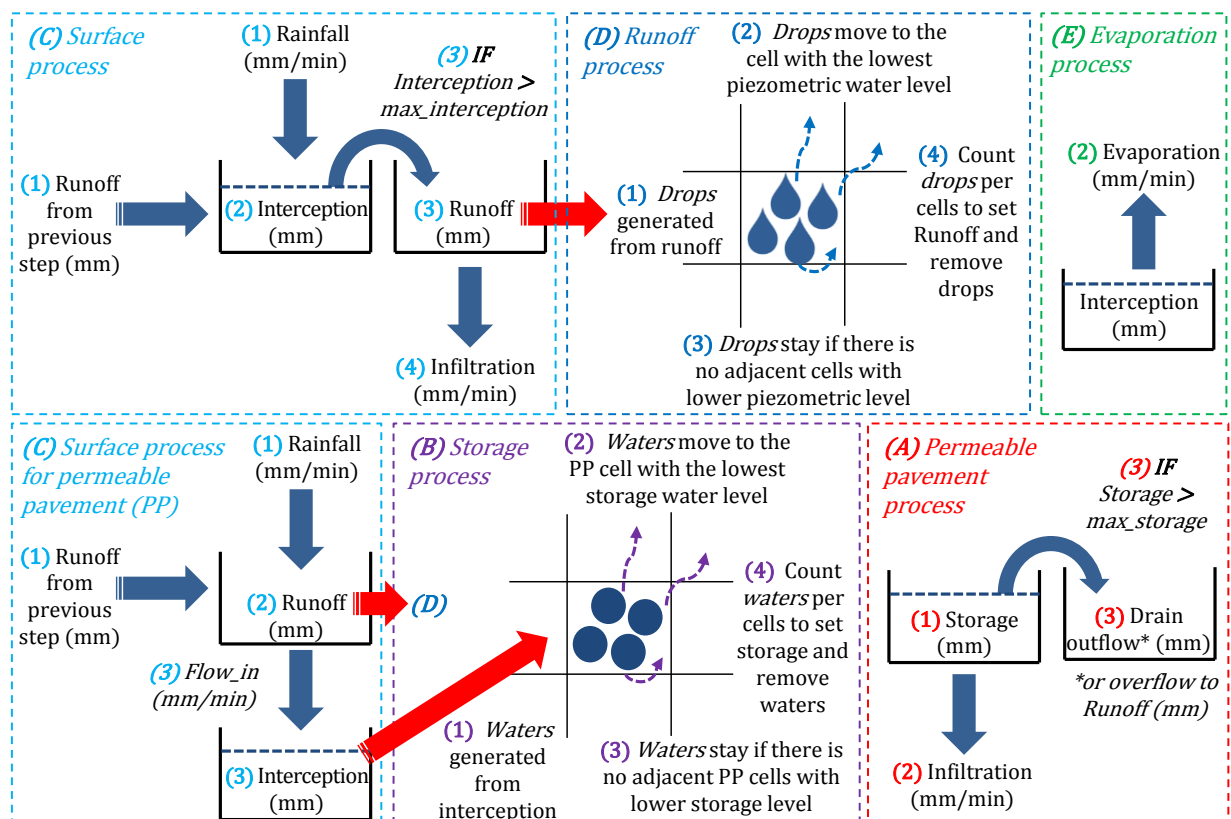 (C) Surface
process
(1) Rainfall
(mm/min)
(3) IF
Interception >
max_interception
(1) Runoff
from
previous
step (mm)
(2) Interception
(mm)
(3) Runoff
(mm)
(4) Infiltration
(mm/min)
(D) Runoff
process
(2) Drops move to the
cell with the lowest
piezometric water level
(1) Drops
generated
from runoff
(4) Count
drops per
cells to set
Runoff and
remove
drops
(3) Drops stay if there is
no adjacent cells with
lower piezometric level
(E) Evaporation
process
(2) Evaporation
(mm/min)
Interception
(mm)
(C) Surface process
for permeable
pavement (PP)
(1) Rainfall
(mm/min)
(1) Runoff
from
previous
step (mm)
(2) Runoff
(mm)
(D)
(3) Flow_in
(mm/min)
(3) Interception
(mm)
(B) Storage
process
(2) Waters move to the
PP cell with the lowest
storage water level
(4) Count
waters per
cells to set
storage and
remove
waters
(1) Waters
generated
from
interception
(3) Waters stay if there is
no adjacent PP cells with
lower storage level
(A) Permeable
pavement
process
(3) IF
Storage >
max_storage
(1) Storage
(mm)
(3) Drain
outflow* (mm)
*or overflow to
Runoff (mm)
(2) Infiltration
(mm/min)